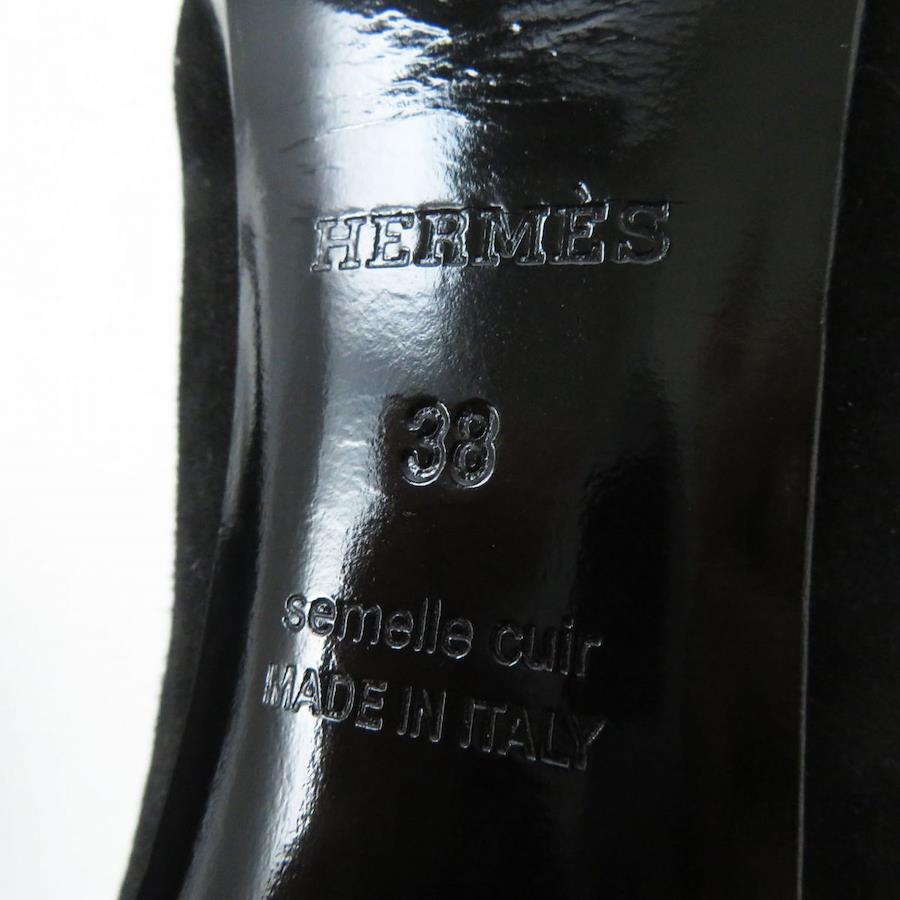 HERMÈS
38
semelle cuir
MADE IN ITALY